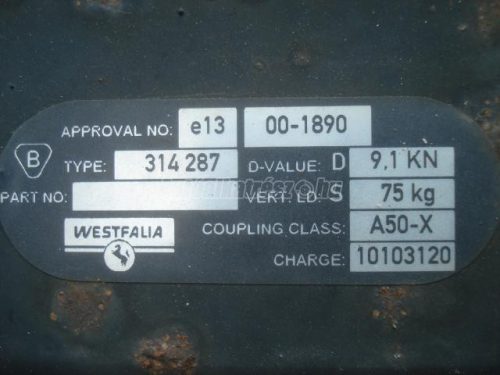 APPROVAL NO: e13 00-1890
B TYPE: 314 287 D-VALUE: D 9,1 KN
PART NO: VERT LD: S 75 kg
WESTFALIA COUPLING CLASS: A50-X
CHARGE: 10103120